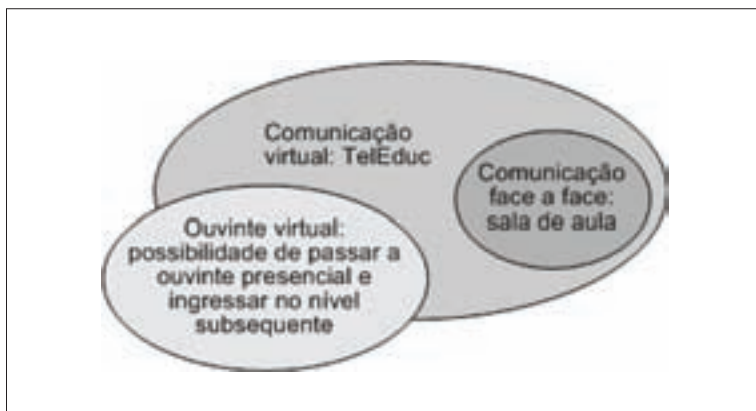 Comunicação
virtual: TelEduc
Comunicação
face a face:
sala de aula
Ouvinte virtual:
possibilidade de passar a
ouvinte presencial e
ingressar no nível
subsequente